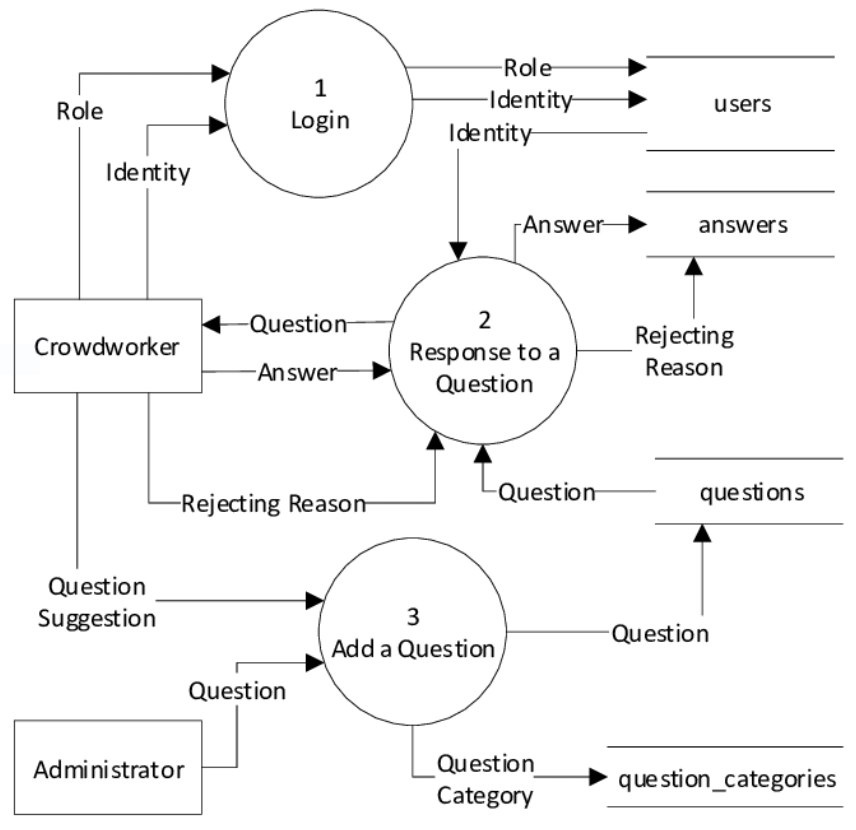 1
Login
Role
Identity
Role
Identity
Identity
users
Answer
answers
Crowdworker
Question
Answer
2
Response to a
Question
Rejecting
Reason
Rejecting Reason
Question
questions
Question
Suggestion
3
Add a Question
Question
Question
Administrator
Question
Category
question_categories